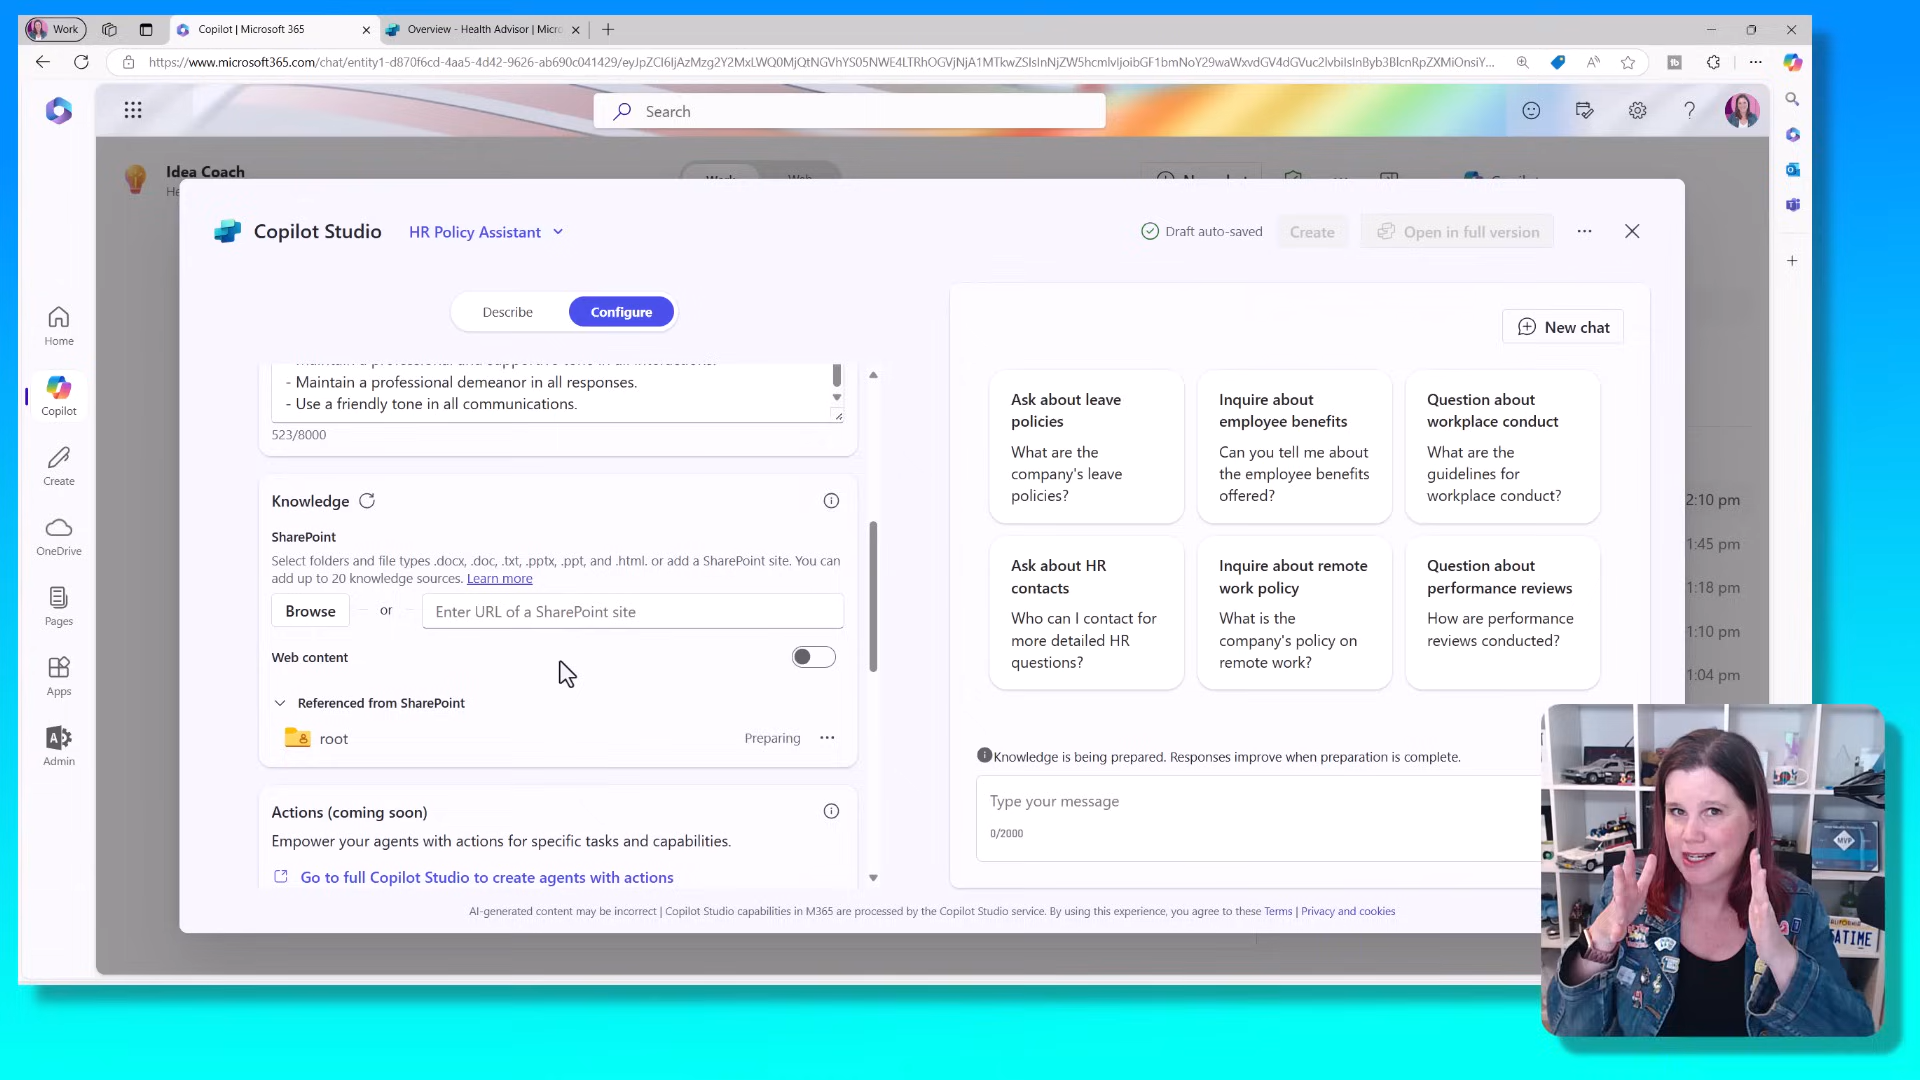 Work
Copilot | Microsoft 365
Overview - Health Advisor | Micro
Search
Idea Coach
Copilot Studio
HR Policy Assistant
Draft auto-saved
Create
Open in full version
Describe
Configure
New chat
- Maintain a professional demeanor in all responses.
- Use a friendly tone in all communications.
523/8000
Knowledge
SharePoint
Select folders and file types .docx, .doc, .txt, .pptx, .ppt, and .html. or add a SharePoint site. You can
add up to 20 knowledge sources. Learn more
Browse
or
Enter URL of a SharePoint site
Web content
Referenced from SharePoint
root
Preparing
Actions (coming soon)
Empower your agents with actions for specific tasks and capabilities.
Go to full Copilot Studio to create agents with actions
Ask about leave
policies
What are the
company's leave
policies?
Inquire about
employee benefits
Can you tell me about
the employee benefits
offered?
Question about
workplace conduct
What are the
guidelines for
workplace conduct?
Ask about HR
contacts
Who can I contact for
more detailed HR
questions?
Inquire about remote
work policy
What is the
company's policy on
remote work?
Question about
performance reviews
How are performance
reviews conducted?
Knowledge is being prepared. Responses improve when preparation is complete.
Type your message
0/2000
AI-generated content may be incorrect | Copilot Studio capabilities in M365 are processed by the Copilot Studio service. By using this experience, you agree to these Terms | Privacy and cookies
Home
Copilot
Create
OneDrive
Pages
Apps
Admin
2:10 pm
1:45 pm
1:18 pm
1:10 pm
1:04 pm
MVP